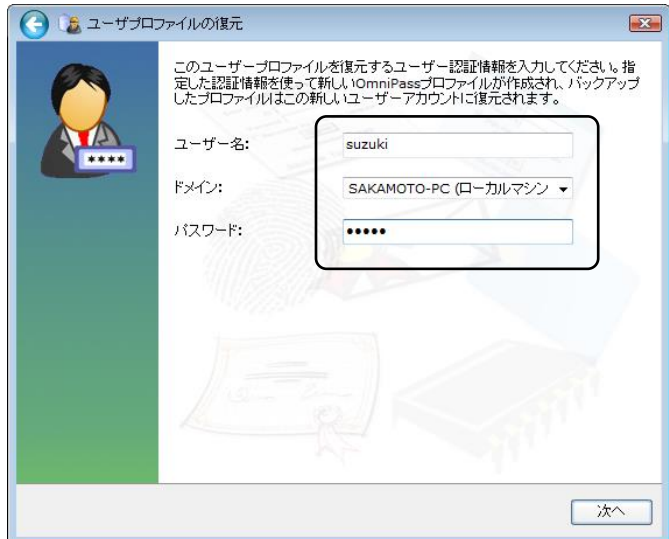 ユーザプロファイルの復元
このユーザープロファイルを復元するユーザー認証情報を入力してください。指
定した認証情報を使って新しいOmniPassプロファイルが作成され、バックアップ
したプロファイルはこの新しいユーザーアカウントに復元されます。
ユーザー名: suzuki
ドメイン: SAKAMOTO-PC (ローカルマシン
パスワード: •••••
****
次へ